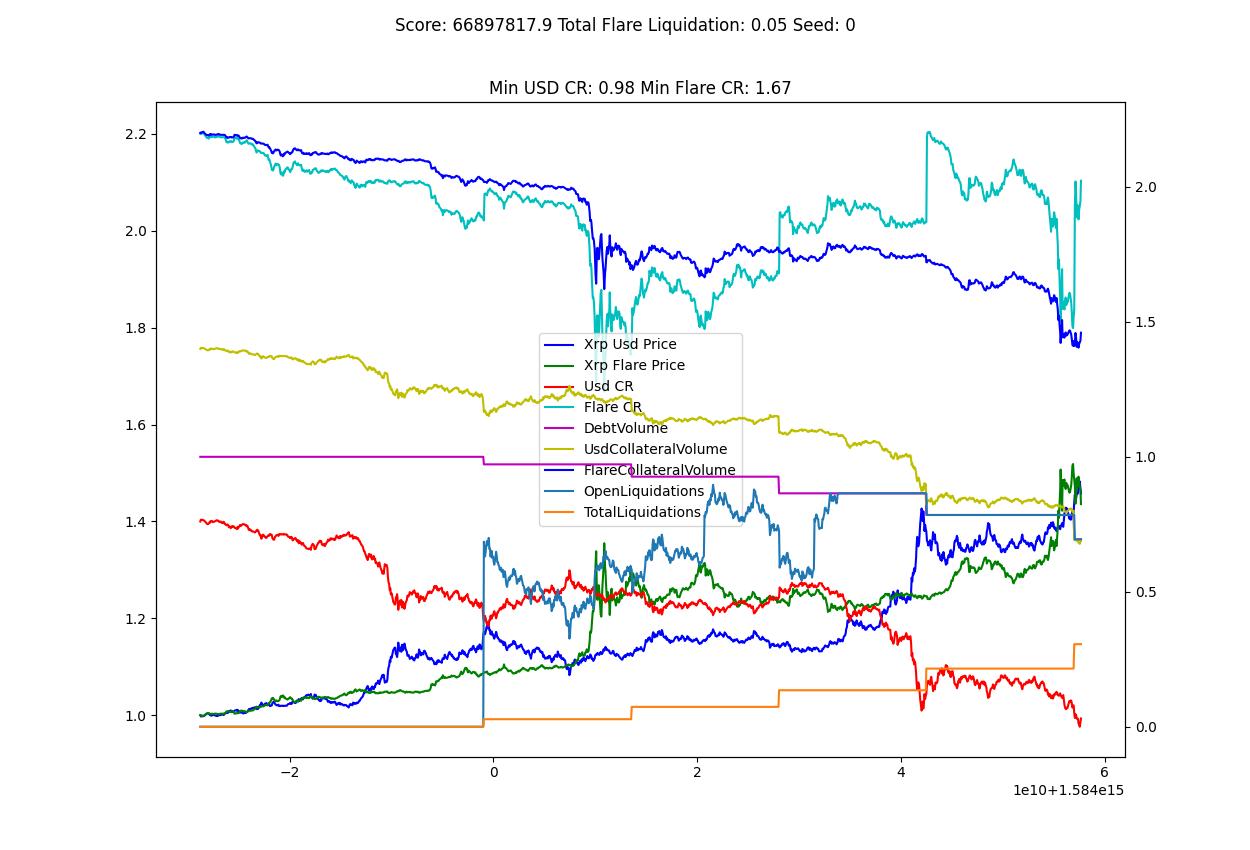 Score: 66897817.9 Total Flare Liquidation: 0.05 Seed: 0
Min USD CR: 0.98 Min Flare CR: 1.67
2.2
2.0
1.8
1.6
1.4
1.2
1.0
2.0
1.5
1.0
0.5
0.0
Xrp Usd Price
Xrp Flare Price
Usd CR
Flare CR
DebtVolume
UsdCollateralVolume
FlareCollateralVolume
OpenLiquidations
TotalLiquidations
−2 0 2 4 6
1e10+1.584e15